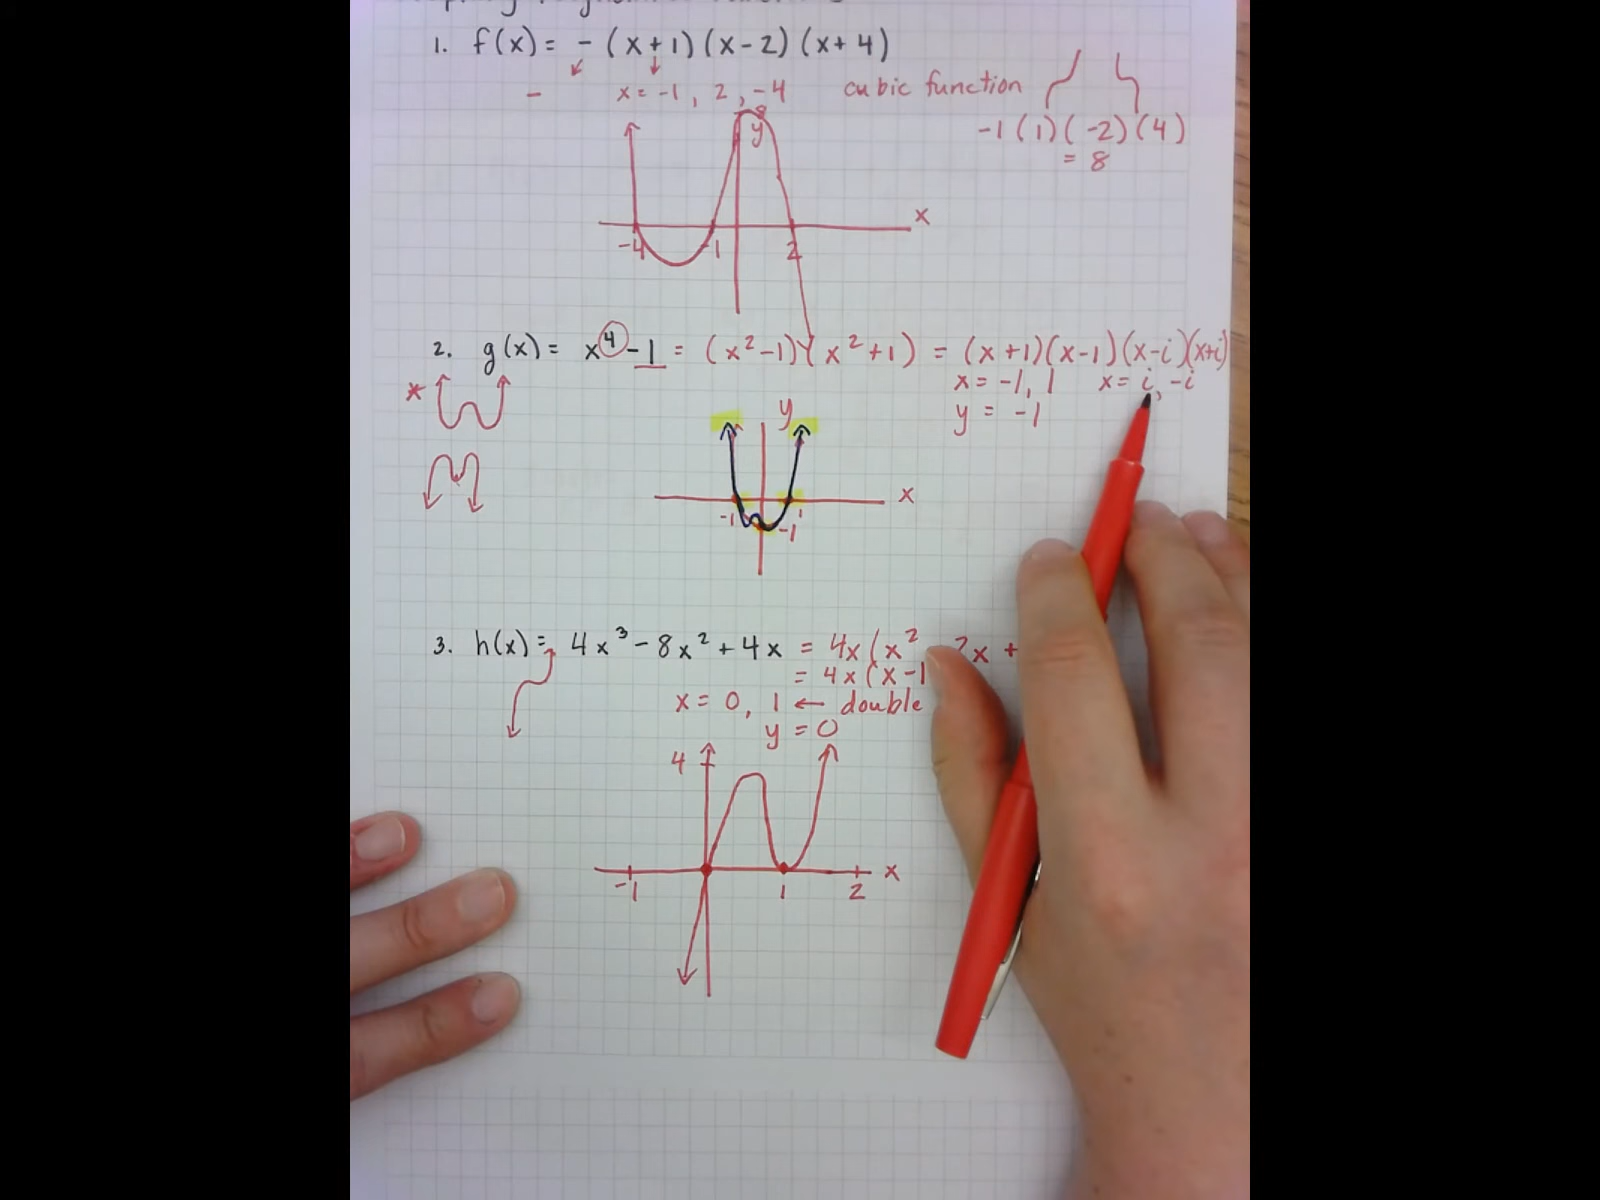 1. f(x) = - (x+1)(x-2)(x+4)
- x = -1, 2, -4 cubic function
-1(1)(-2)(4)
= 8
8
y
x
-4 -1 2
2. g(x) = x⁴-1 = (x²-1)(x²+1) = (x+1)(x-1)(x-i)(x+i)
x = -1, 1 x = i, -i
* y y = -1
x
-1 -1 1
3. h(x) = 4x³ - 8x² + 4x = 4x(x² 2x +
= 4x(x-1
x = 0, 1 ← double
y = 0
4
x
-1 1 2